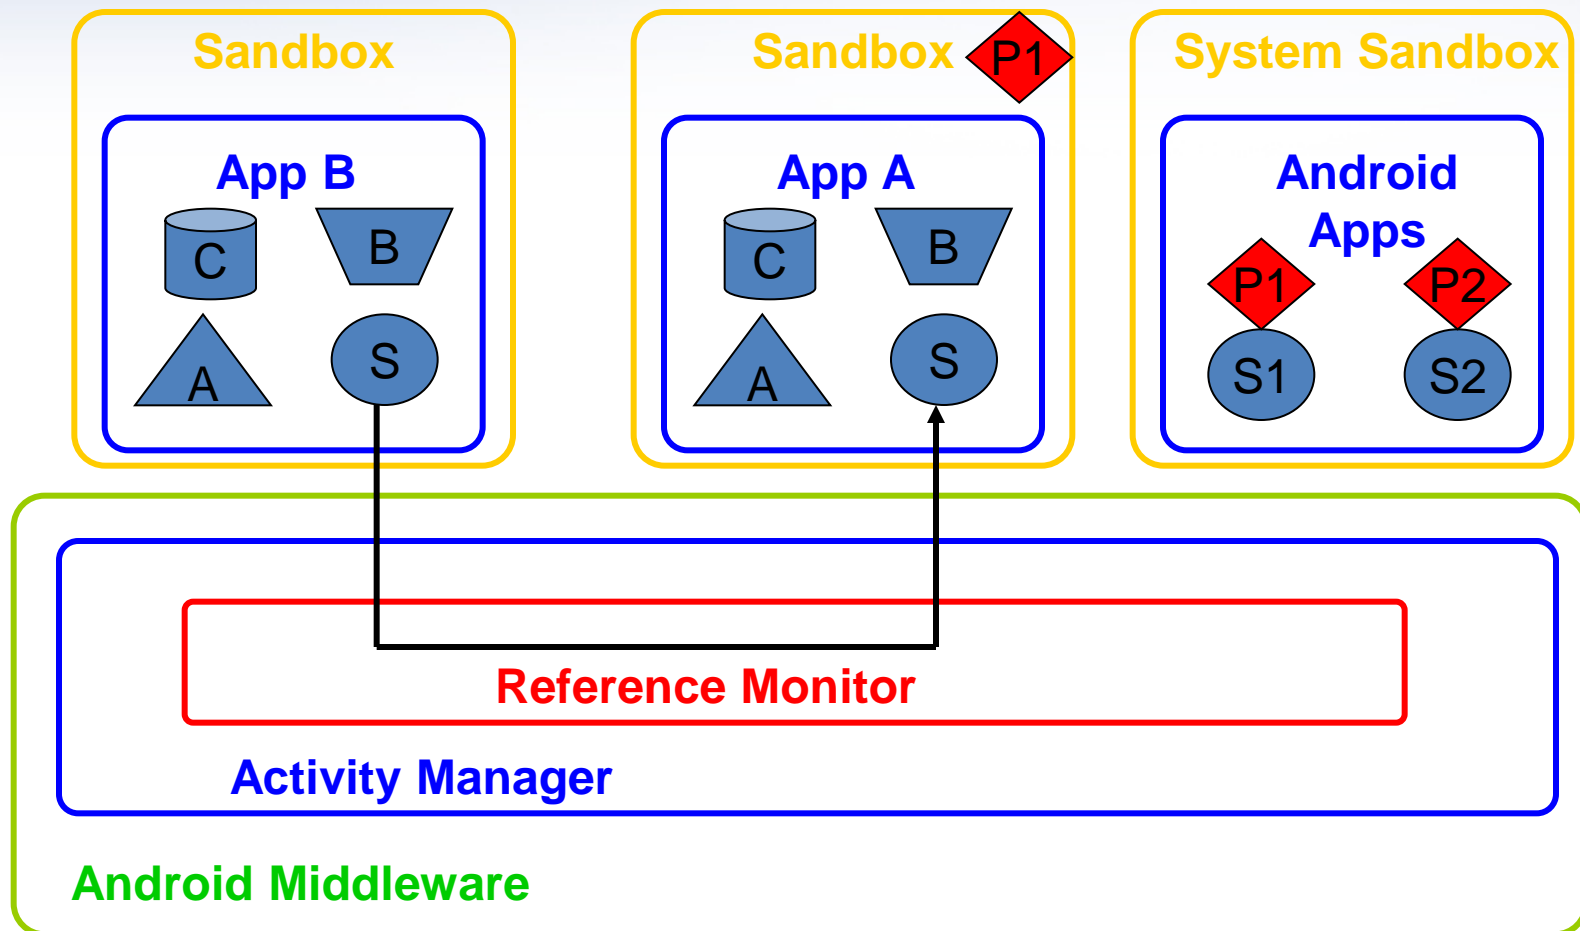 Sandbox
App B
C B
A S
Sandbox P1
App A
C B
A S
System Sandbox
Android
Apps
P1 P2
S1 S2
Reference Monitor
Activity Manager
Android Middleware